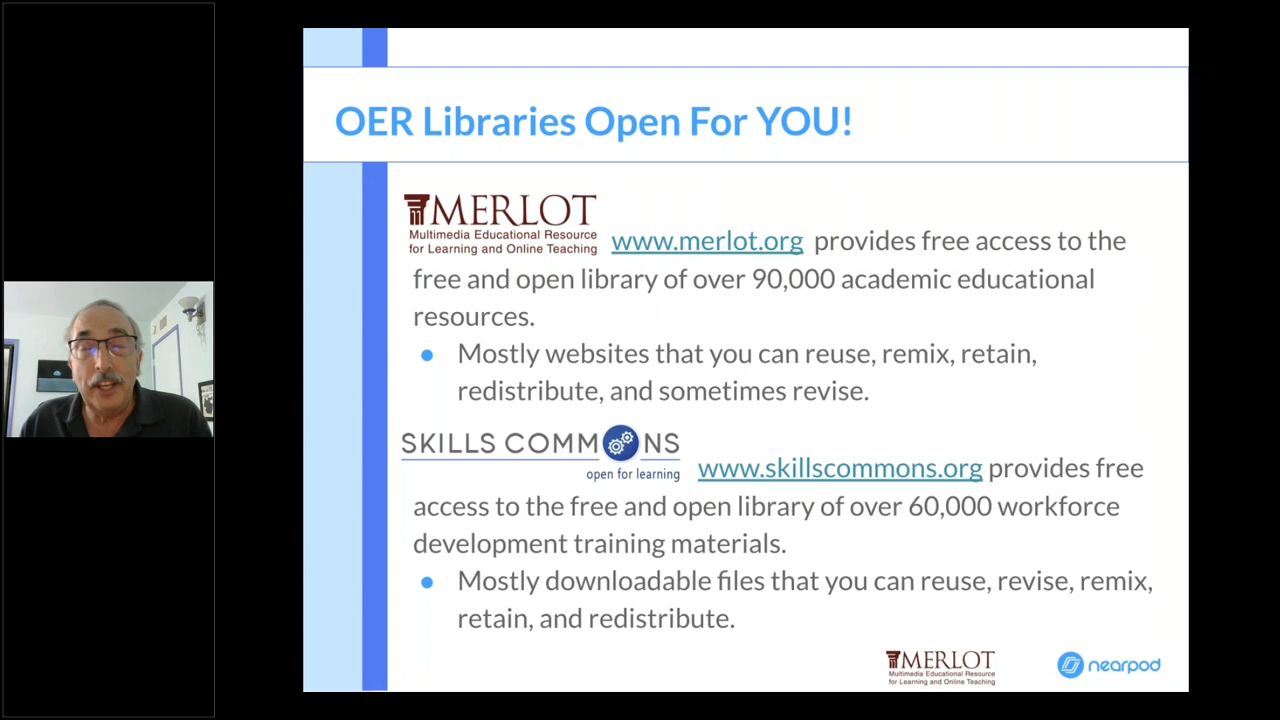 OER Libraries Open For YOU!
MERLOT
Multimedia Educational Resource
for Learning and Online Teaching
www.merlot.org provides free access to the
free and open library of over 90,000 academic educational
resources.
● Mostly websites that you can reuse, remix, retain,
redistribute, and sometimes revise.
SKILLS COMMONS
open for learning
www.skillscommons.org provides free
access to the free and open library of over 60,000 workforce
development training materials.
● Mostly downloadable files that you can reuse, revise, remix,
retain, and redistribute.
MERLOT
Multimedia Educational Resource
for Learning and Online Teaching
nearpod